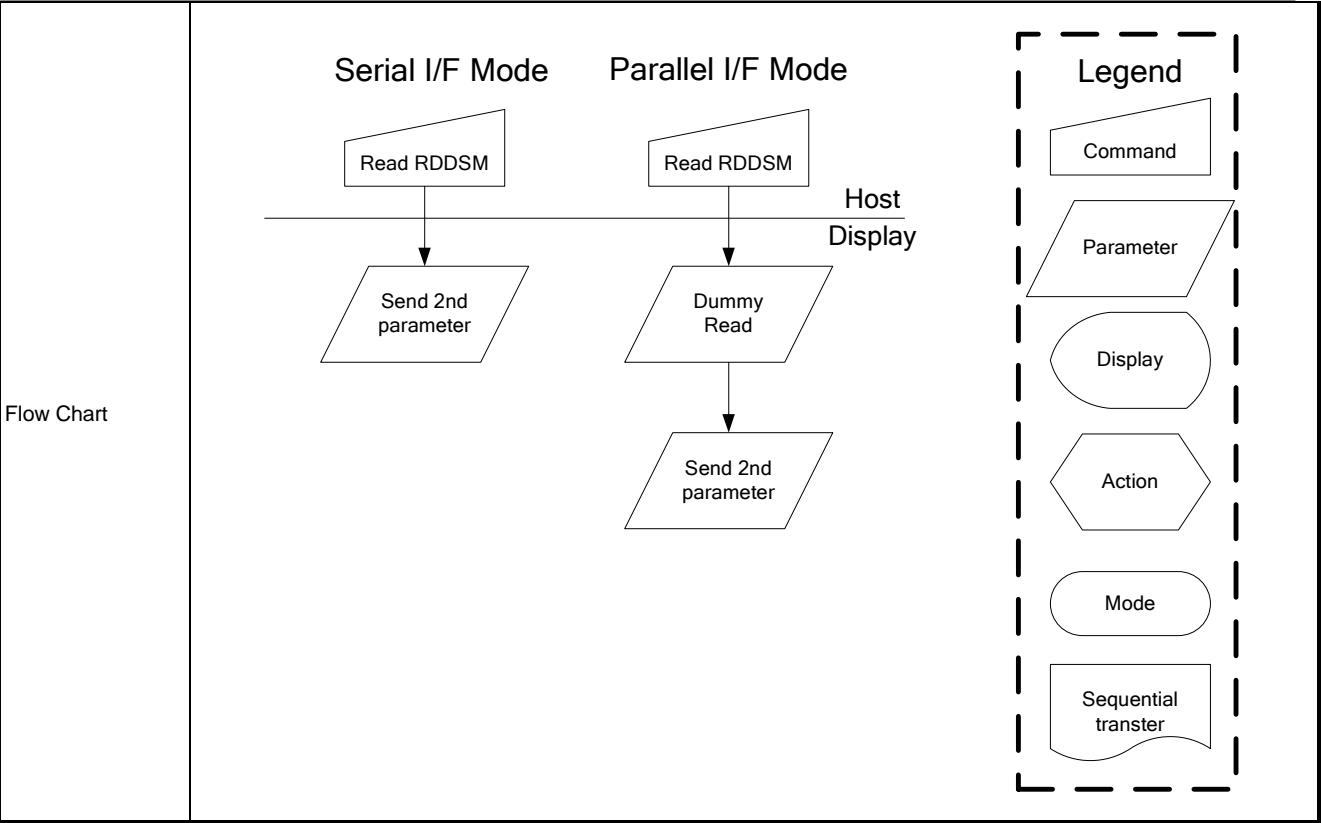 Flow Chart
Serial I/F Mode
Parallel I/F Mode
Read RDDSM
Read RDDSM
Host
Display
Send 2nd
parameter
Dummy
Read
Send 2nd
parameter
Legend
Command
Parameter
Display
Action
Mode
Sequential
transter